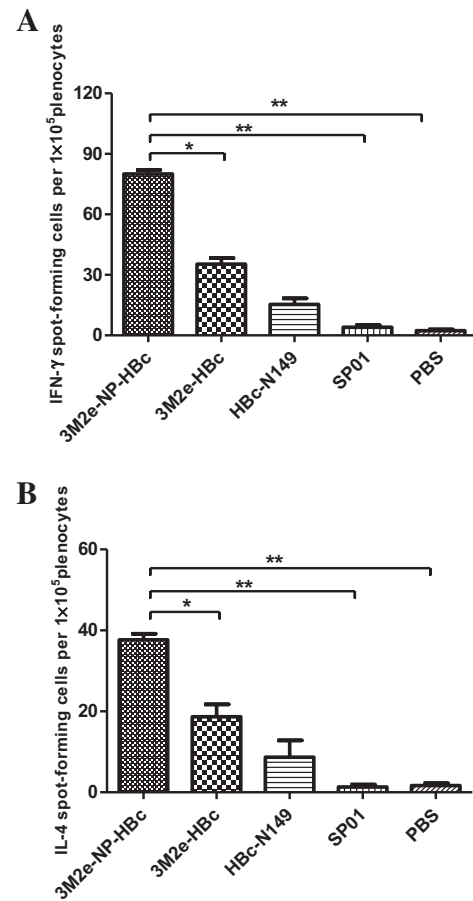 A
IFN-γ spot-forming cells per 1×10⁵plenocytes
120
90
60
30
0
**
**
*
3M2e-NP-HBc
3M2e-HBc
HBc-N149
SP01
PBS
B
IL-4 spot-forming cells per 1×10⁵plenocytes
60
40
20
0
**
**
*
3M2e-NP-HBc
3M2e-HBc
HBc-N149
SP01
PBS